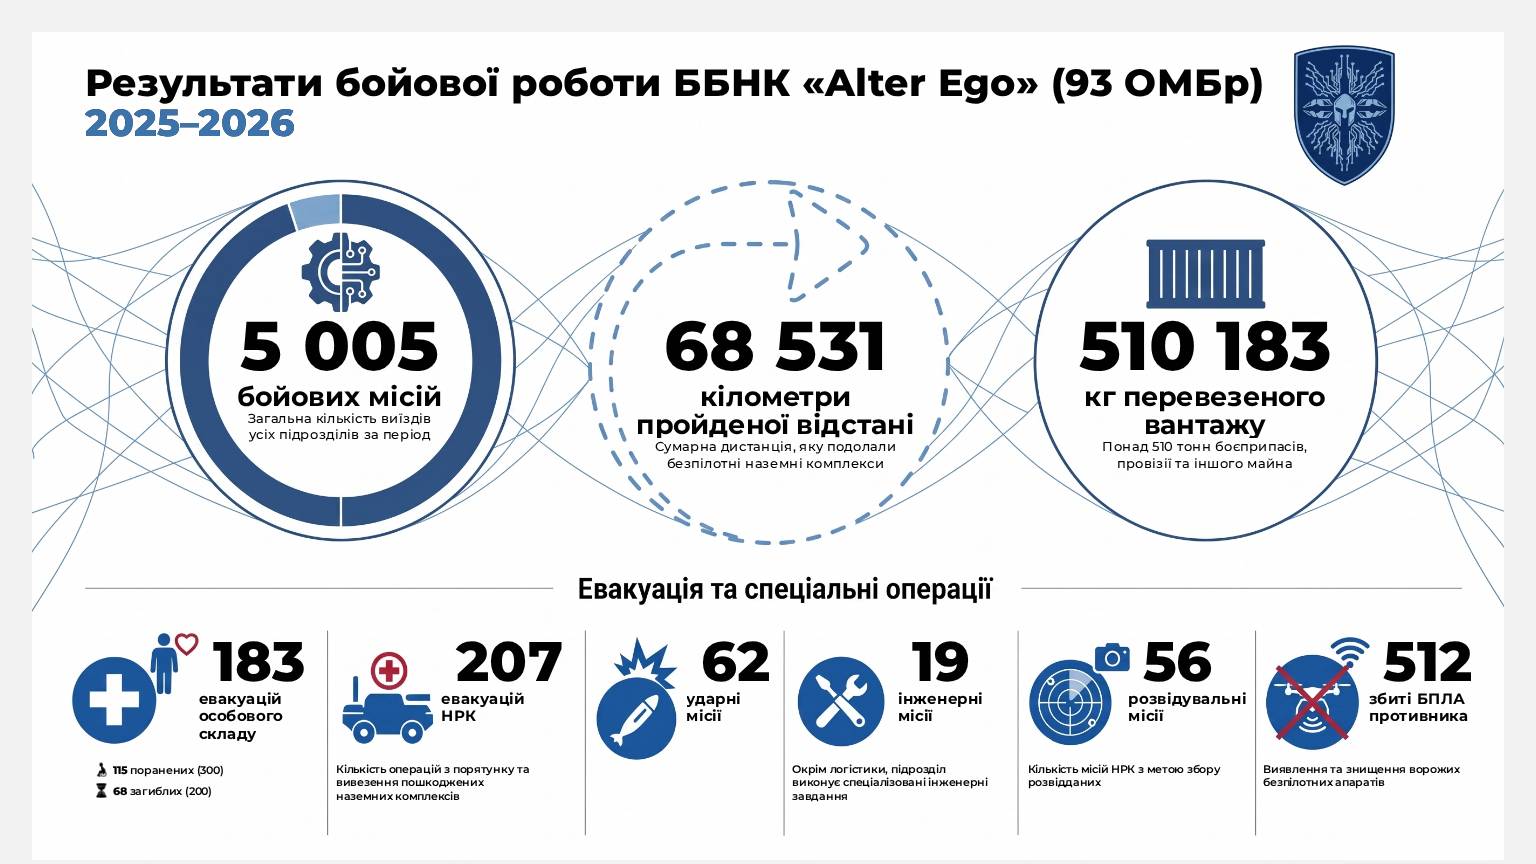 Результати бойової роботи ББНК «Alter Ego» (93 ОМБр)
2025–2026
5 005
бойових місій
Загальна кількість виїздів
усіх підрозділів за період
68 531
кілометри
пройденої відстані
Сумарна дистанція, яку подолали
безпілотні наземні комплекси
510 183
кг перевезеного
вантажу
Понад 510 тонн боєприпасів,
провізії та іншого майна
Евакуація та спеціальні операції
183
евакуацій
особового
складу
115 поранених (300)
68 загиблих (200)
207
евакуацій
НРК
Кількість операцій з порятунку та
вивезення пошкоджених
наземних комплексів
62
ударні
місії
19
інженерні
місії
Окрім логістики, підрозділ
виконує спеціалізовані інженерні
завдання
56
розвідувальні
місії
Кількість місій НРК з метою збору
розвідданих
512
збиті БПЛА
противника
Виявлення та знищення ворожих
безпілотних апаратів